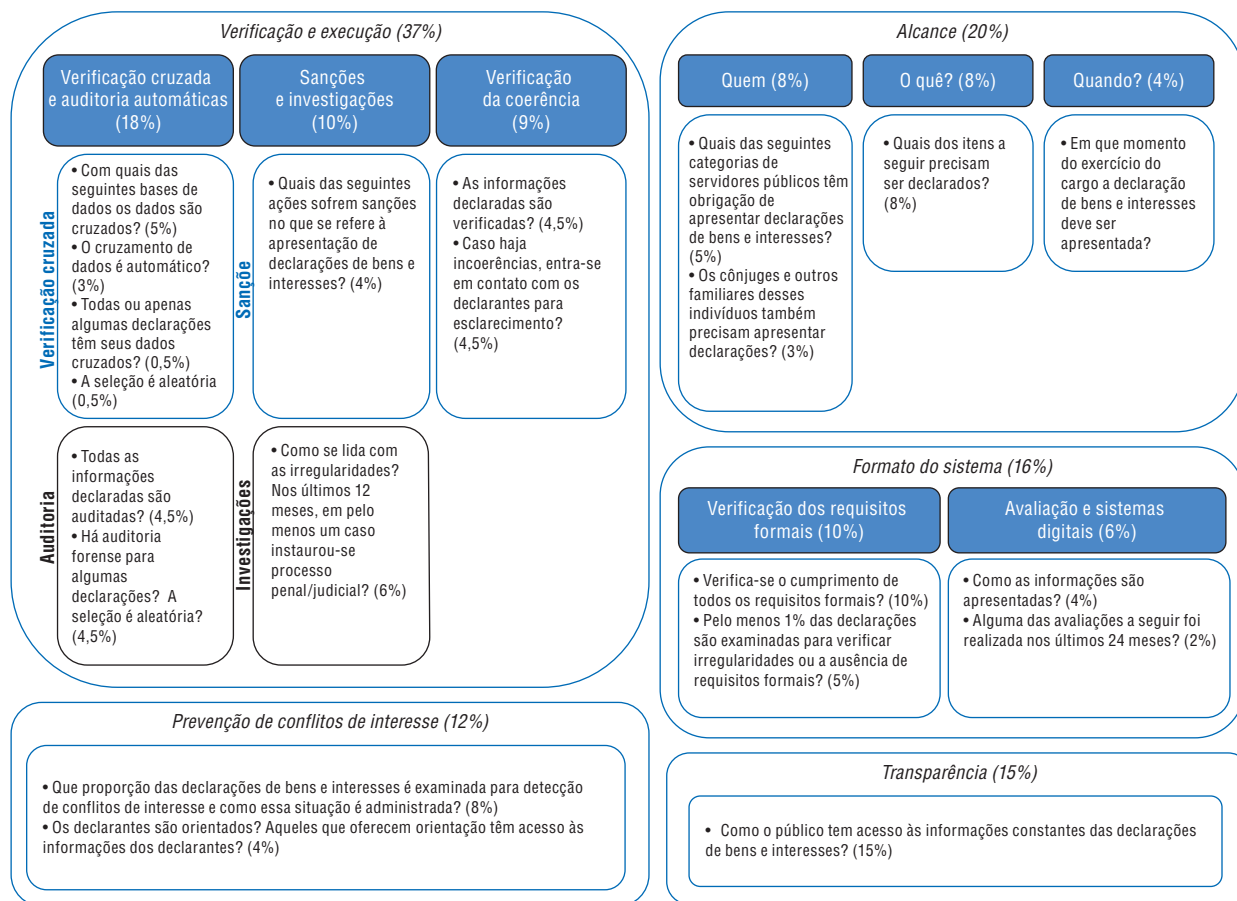 Verificação e execução (37%)
Verificação cruzada
e auditoria automáticas
(18%)
Sanções
e investigações
(10%)
Verificação
da coerência
(9%)
Verificação cruzada
• Com quais das
seguintes bases de
dados os dados são
cruzados? (5%)
• O cruzamento de
dados é automático?
(3%)
• Todas ou apenas
algumas declarações
têm seus dados
cruzados? (0,5%)
• A seleção é aleatória
(0,5%)
Sançõe
• Quais das seguintes
ações sofrem sanções
no que se refere à
apresentação de
declarações de bens e
interesses? (4%)
• As informações
declaradas são
verificadas? (4,5%)
• Caso haja
incoerências, entra-se
em contato com os
declarantes para
esclarecimento?
(4,5%)
Auditoria
• Todas as
informações
declaradas são
auditadas? (4,5%)
• Há auditoria
forense para
algumas
declarações? A
seleção é aleatória?
(4,5%)
Investigações
• Como se lida com
as irregularidades?
Nos últimos 12
meses, em pelo
menos um caso
instaurou-se
processo
penal/judicial? (6%)
Alcance (20%)
Quem (8%)
O quê? (8%)
Quando? (4%)
• Quais das seguintes
categorias de
servidores públicos têm
obrigação de
apresentar declarações
de bens e interesses?
(5%)
• Os cônjuges e outros
familiares desses
indivíduos também
precisam apresentar
declarações? (3%)
• Quais dos itens a
seguir precisam
ser declarados?
(8%)
• Em que momento
do exercício do
cargo a declaração
de bens e interesses
deve ser
apresentada?
Formato do sistema (16%)
Verificação dos requisitos
formais (10%)
Avaliação e sistemas
digitais (6%)
• Verifica-se o cumprimento de
todos os requisitos formais? (10%)
• Pelo menos 1% das declarações
são examinadas para verificar
irregularidades ou a ausência de
requisitos formais? (5%)
• Como as informações são
apresentadas? (4%)
• Alguma das avaliações a seguir foi
realizada nos últimos 24 meses? (2%)
Prevenção de conflitos de interesse (12%)
• Que proporção das declarações de bens e interesses é examinada para detecção
de conflitos de interesse e como essa situação é administrada? (8%)
• Os declarantes são orientados? Aqueles que oferecem orientação têm acesso às
informações dos declarantes? (4%)
Transparência (15%)
• Como o público tem acesso às informações constantes das declarações
de bens e interesses? (15%)